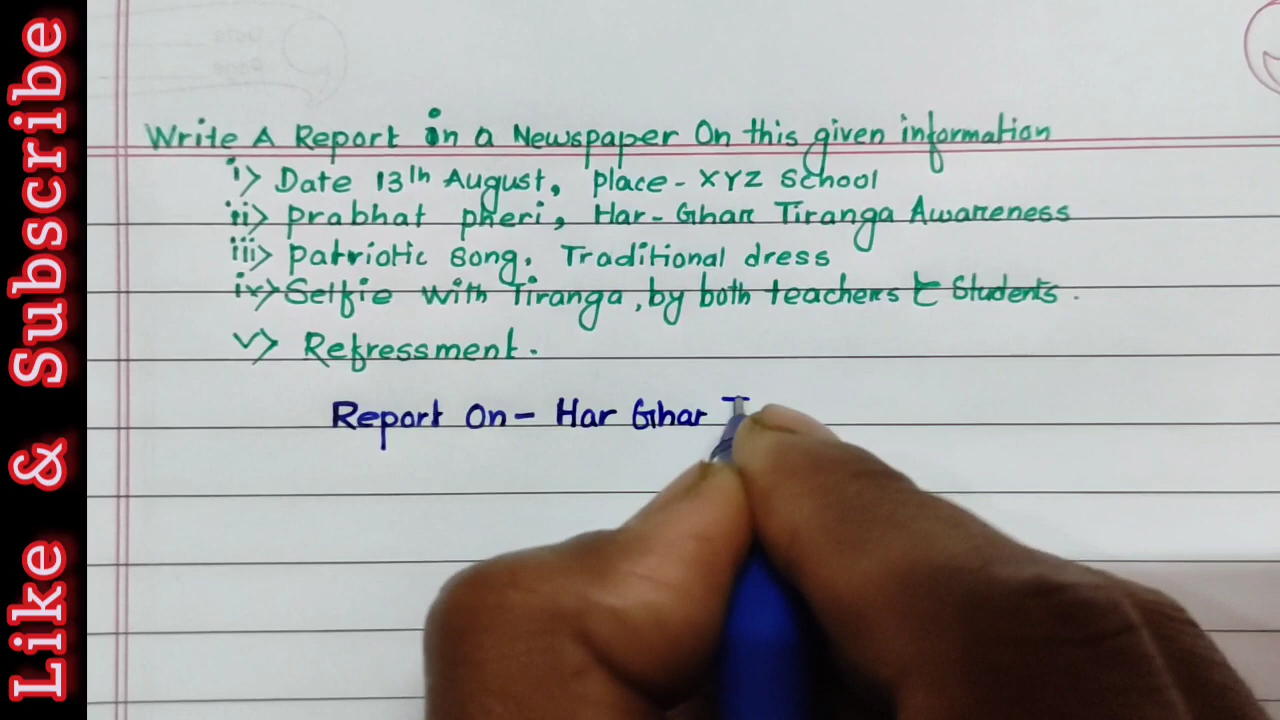 Like & Subscribe
Write A Report in a Newspaper On this given information
i> Date 13th August, place - XYZ School
ii> prabhat pheri, Har-Ghar Tiranga Awareness
iii> patriotic song. Traditional dress
iv> Selfie with Tiranga, by both teachers & Students.
v> Refressment.
Report On - Har Ghar T